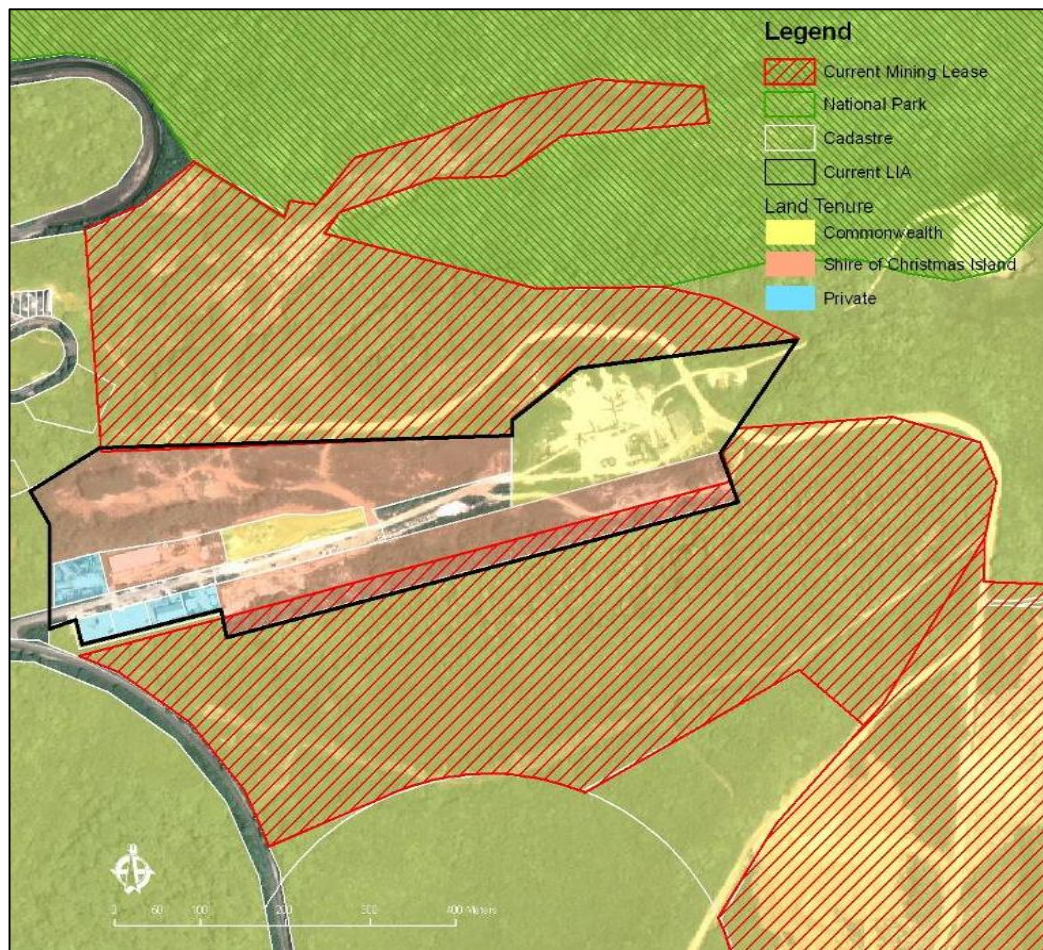 Legend
Current Mining Lease
National Park
Cadastre
Current LIA
Land Tenure
Commonwealth
Shire of Christmas Island
Private
0 50 100 200 300 400 Meters